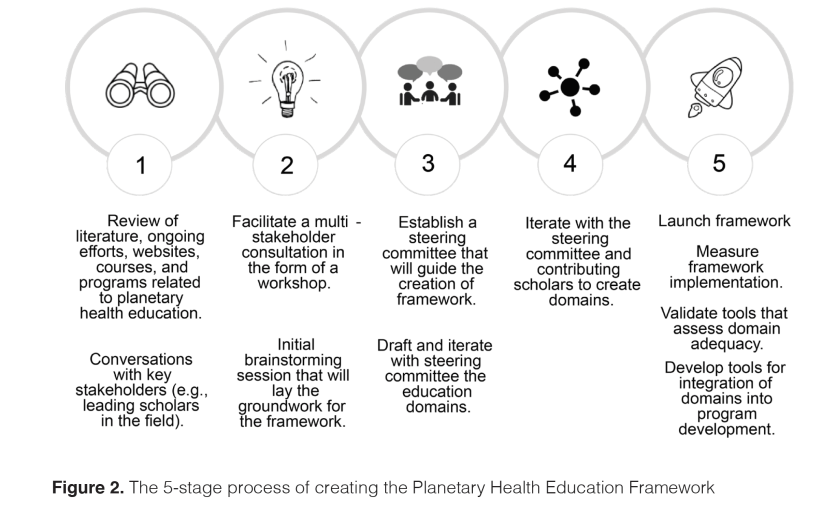 1
2
3
4
5
Review of
literature, ongoing
efforts, websites,
courses, and
programs related
to planetary
health education.
Conversations
with key
stakeholders (e.g.,
leading scholars
in the field).
Facilitate a multi -
stakeholder
consultation in
the form of a
workshop.
Initial
brainstorming
session that will
lay the
groundwork for
the framework.
Establish a
steering
committee that
will guide the
creation of
framework.
Draft and iterate
with steering
committee the
education
domains.
Iterate with the
steering
committee and
contributing
scholars to create
domains.
Launch framework
Measure
framework
implementation.
Validate tools that
assess domain
adequacy.
Develop tools for
integration of
domains into
program
development.
Figure 2. The 5-stage process of creating the Planetary Health Education Framework